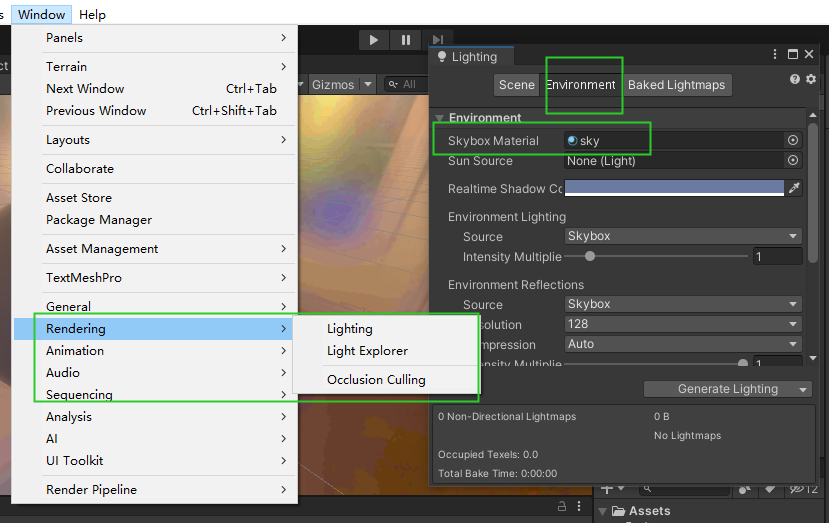 Window
Help
Panels
Terrain
Next Window Ctrl+Tab
Previous Window Ctrl+Shift+Tab
Layouts
Collaborate
Asset Store
Package Manager
Asset Management
TextMeshPro
General
Rendering
Animation
Audio
Sequencing
Analysis
AI
UI Toolkit
Render Pipeline
Lighting
Light Explorer
Occlusion Culling
Gizmos
All
Lighting
Scene Environment Baked Lightmaps
Environment
Skybox Material sky
Sun Source None (Light)
Realtime Shadow Co
Environment Lighting
Source Skybox
Intensity Multiplie 1
Environment Reflections
Source Skybox
solution 128
mpression Auto
ensity Multiplie 1
Generate Lighting
0 Non-Directional Lightmaps 0 B
No Lightmaps
Occupied Texels: 0.0
Total Bake Time: 0:00:00
12
Assets